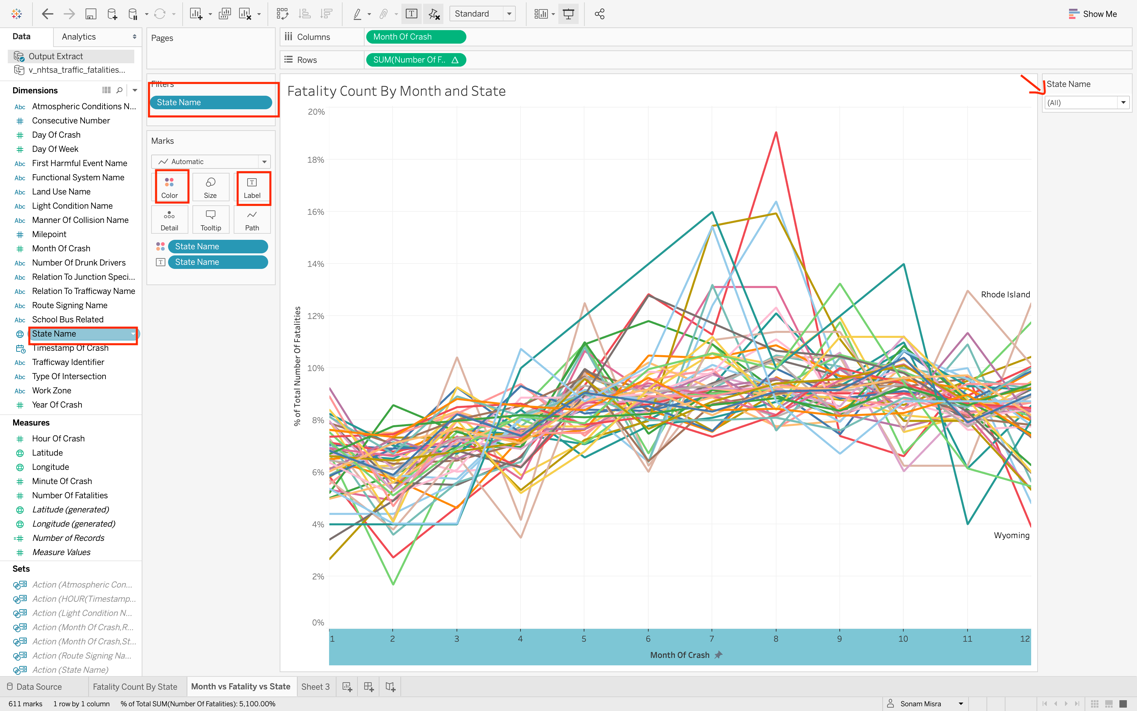 Standard
Show Me
Data
Analytics
Pages
Columns
Month Of Crash
Rows
SUM(Number Of F..
Output Extract
v_nhtsa_traffic_fatalities...
Dimensions
Atmospheric Conditions N...
Consecutive Number
Day Of Crash
Day Of Week
First Harmful Event Name
Functional System Name
Land Use Name
Light Condition Name
Manner Of Collision Name
Milepoint
Month Of Crash
Number Of Drunk Drivers
Relation To Junction Speci...
Relation To Trafficway Name
Route Signing Name
School Bus Related
State Name
Timestamp Of Crash
Trafficway Identifier
Type Of Intersection
Work Zone
Year Of Crash
Measures
Hour Of Crash
Latitude
Longitude
Minute Of Crash
Number Of Fatalities
Latitude (generated)
Longitude (generated)
Number of Records
Measure Values
Sets
Action (Atmospheric Con...
Action (HOUR(Timestamp...
Action (Light Condition N...
Action (Month Of Crash,R...
Action (Month Of Crash,St...
Action (Route Signing Na...
Action (State Name)
Filters
State Name
Marks
Automatic
Color
Size
Label
Detail
Tooltip
Path
State Name
State Name
Fatality Count By Month and State
% of Total Number Of Fatalities
20%
18%
16%
14%
12%
10%
8%
6%
4%
2%
0%
Rhode Island
Wyoming
1 2 3 4 5 6 7 8 9 10 11 12
Month Of Crash
State Name
(All)
Data Source
Fatality Count By State
Month vs Fatality vs State
Sheet 3
611 marks
1 row by 1 column
% of Total SUM(Number Of Fatalities): 5,100.00%
Sonam Misra